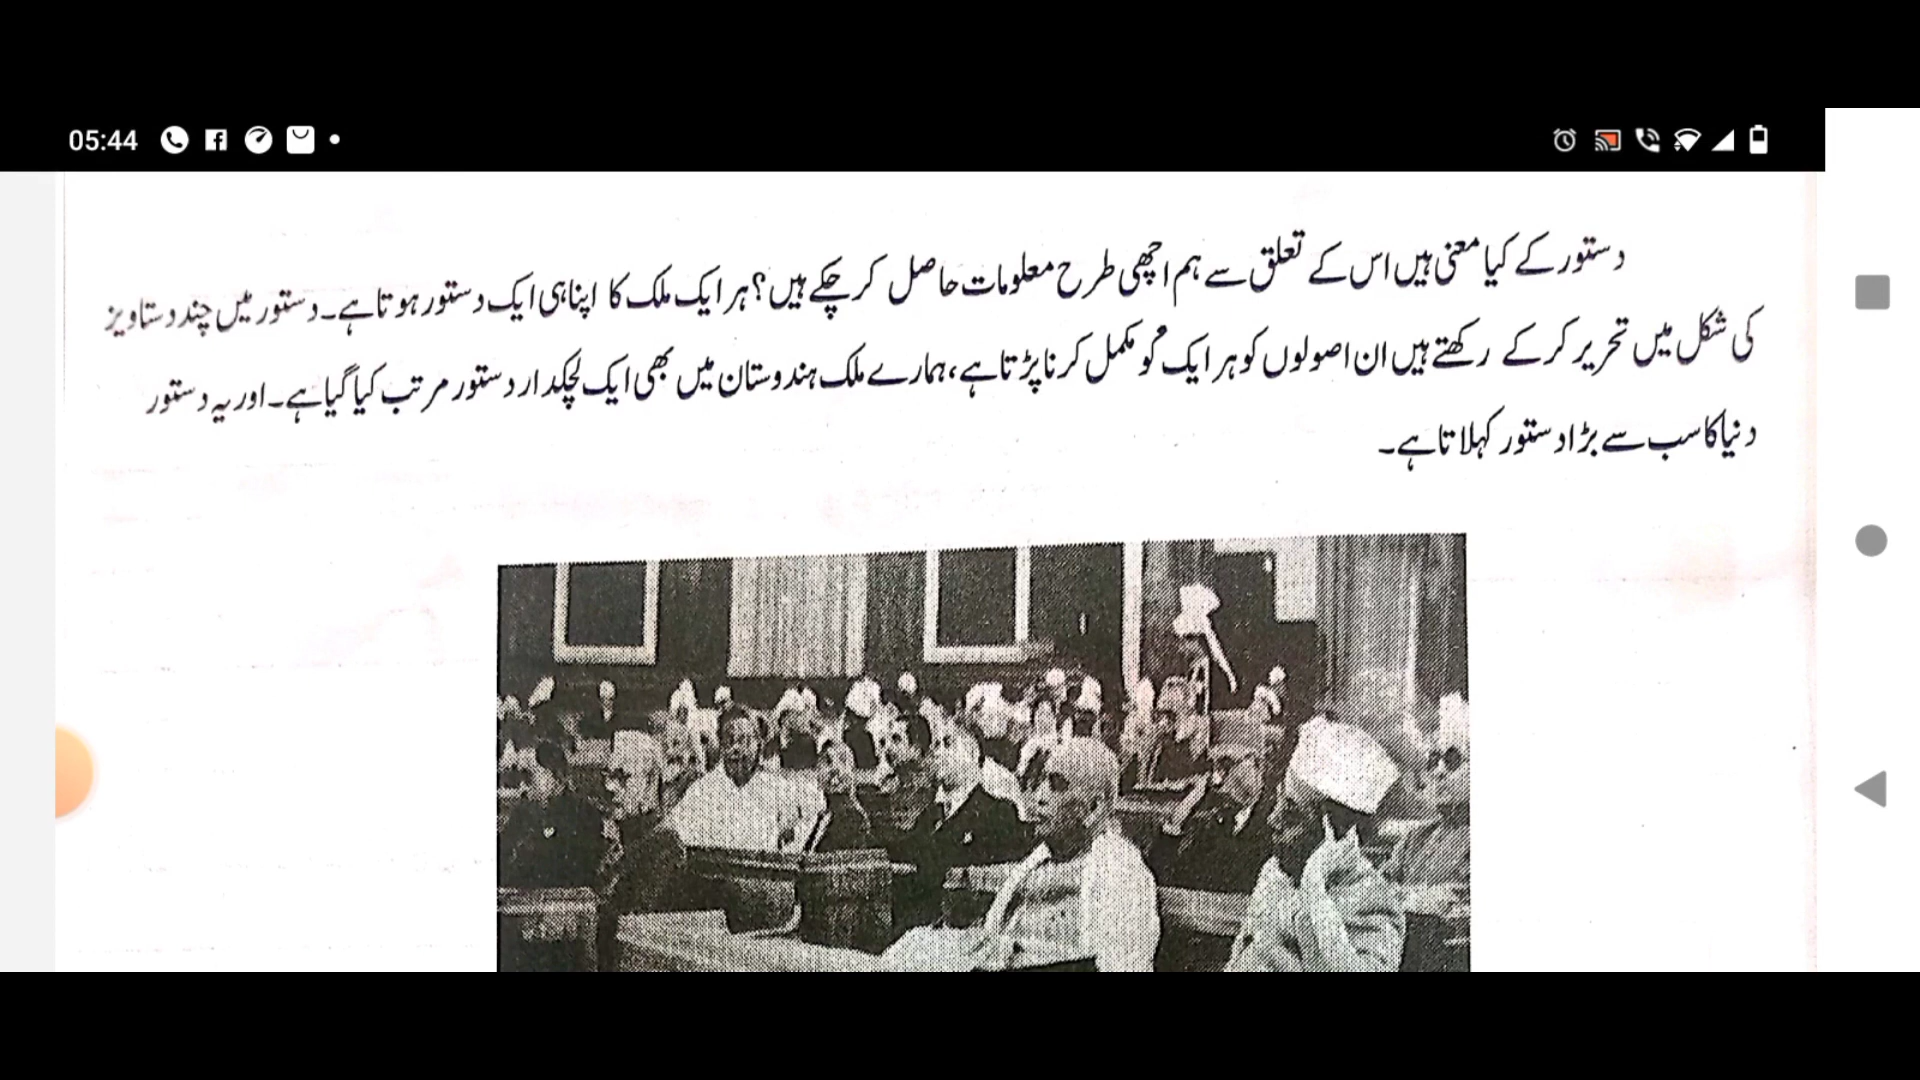 05:44
دستور کے کیا معنی ہیں اس کے تعلق سے ہم اچھی طرح معلومات حاصل کر چکے ہیں؟ ہر ایک ملک کا اپنا ہی ایک دستور ہوتا ہے۔ دستور میں چند دستاویز
کی شکل میں تحریر کر کے رکھتے ہیں ان اصولوں کو ہر ایک کو مکمل کرنا پڑتا ہے، ہمارے ملک ہندوستان میں بھی ایک لچکدار دستور مرتب کیا گیا ہے۔ اور یہ دستور
دنیا کا سب سے بڑا دستور کہلاتا ہے۔